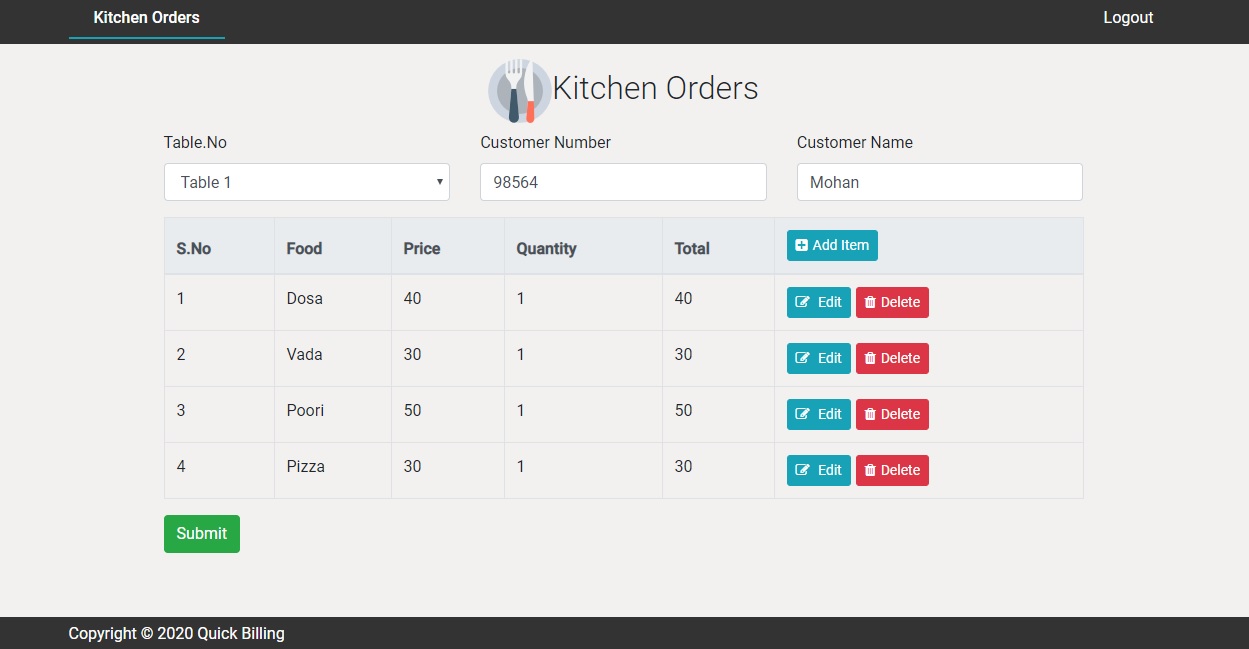 Kitchen Orders Logout
Kitchen Orders
Table.No Customer Number Customer Name
Table 1 98564 Mohan
S.No Food Price Quantity Total Add Item
1 Dosa 40 1 40 Edit Delete
2 Vada 30 1 30 Edit Delete
3 Poori 50 1 50 Edit Delete
4 Pizza 30 1 30 Edit Delete
Submit
Copyright © 2020 Quick Billing